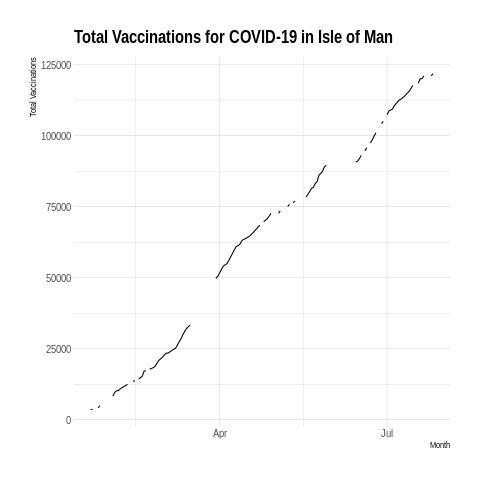 Total Vaccinations for COVID-19 in Isle of Man
Total Vaccinations
125000
100000
75000
50000
25000
0
Apr
Jul
Month